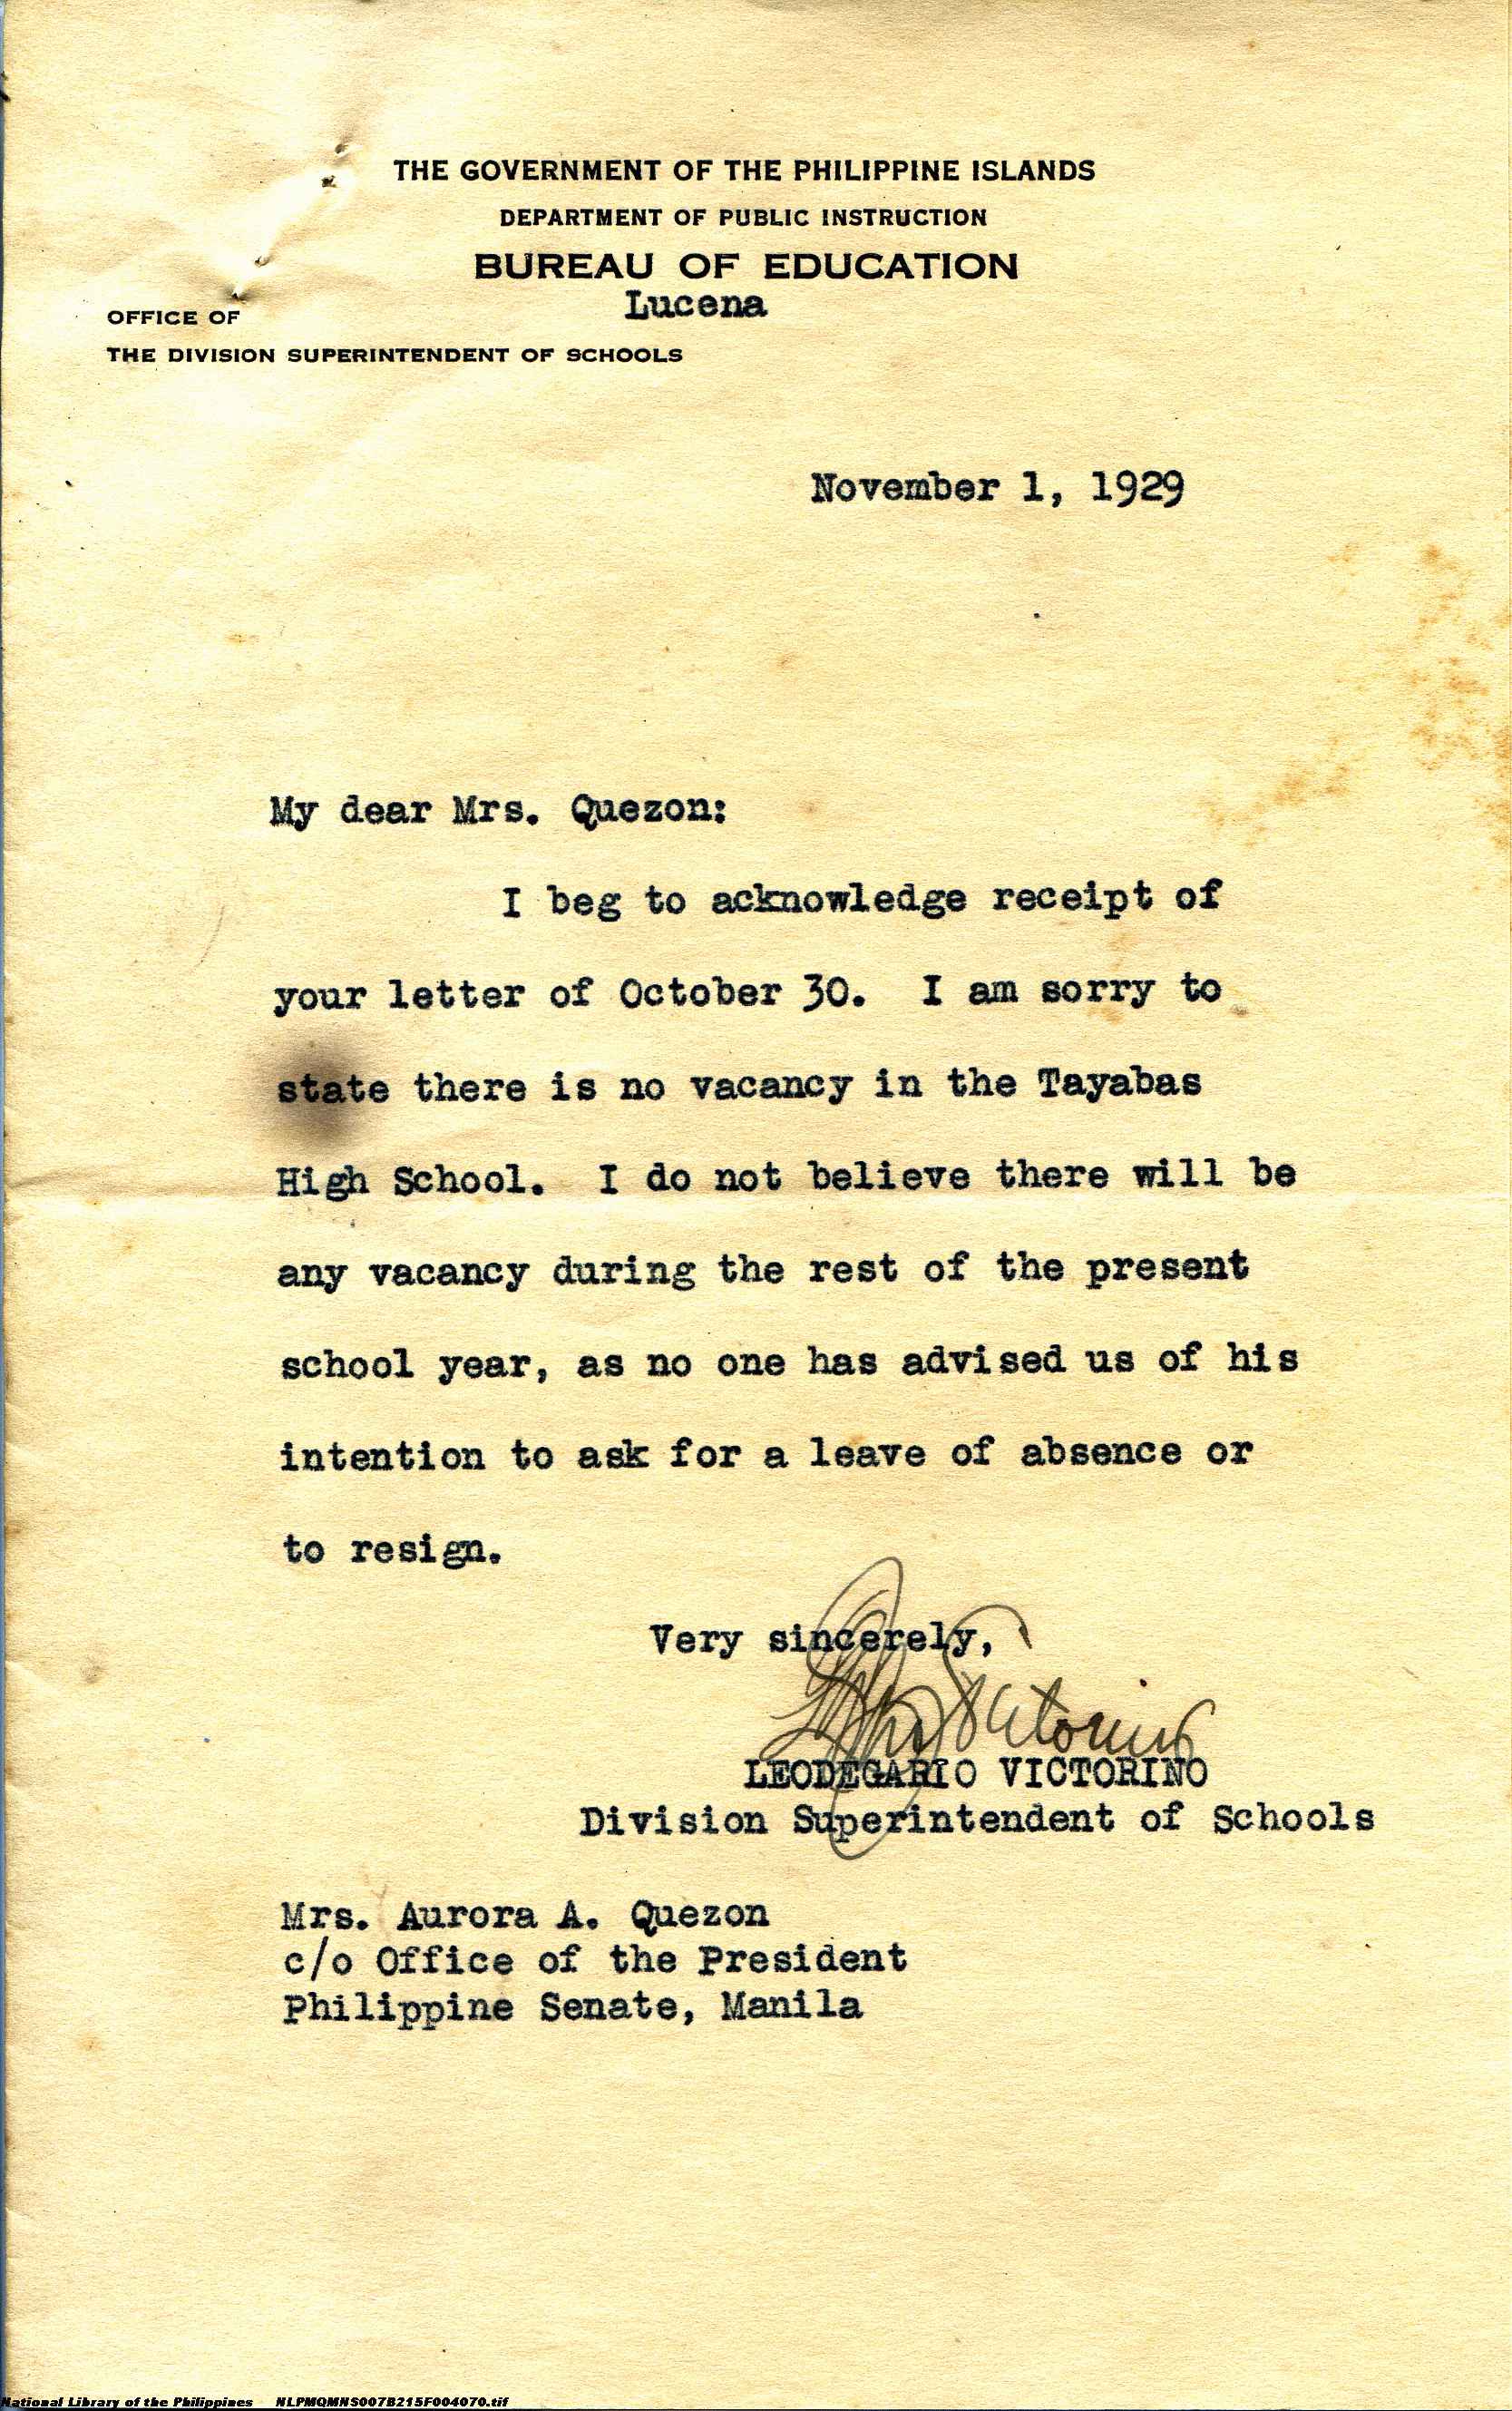 THE GOVERNMENT OF THE PHILIPPINE ISLANDS
DEPARTMENT OF PUBLIC INSTRUCTION
BUREAU OF EDUCATION
Lucena
OFFICE OF
THE DIVISION SUPERINTENDENT OF SCHOOLS
November 1, 1929
My dear Mrs. Quezon:
I beg to acknowledge receipt of
your letter of October 30. I am sorry to
state there is no vacancy in the Tayabas
High School. I do not believe there will be
any vacancy during the rest of the present
school year, as no one has advised us of his
intention to ask for a leave of absence or
to resign.
Very sincerely,
Victorino
LEODEGARIO VICTORINO
Division Superintendent of Schools
Mrs. Aurora A. Quezon
c/o Office of the President
Philippine Senate, Manila
National Library of the Philippines NLPMQMNS007B215F004070.tif